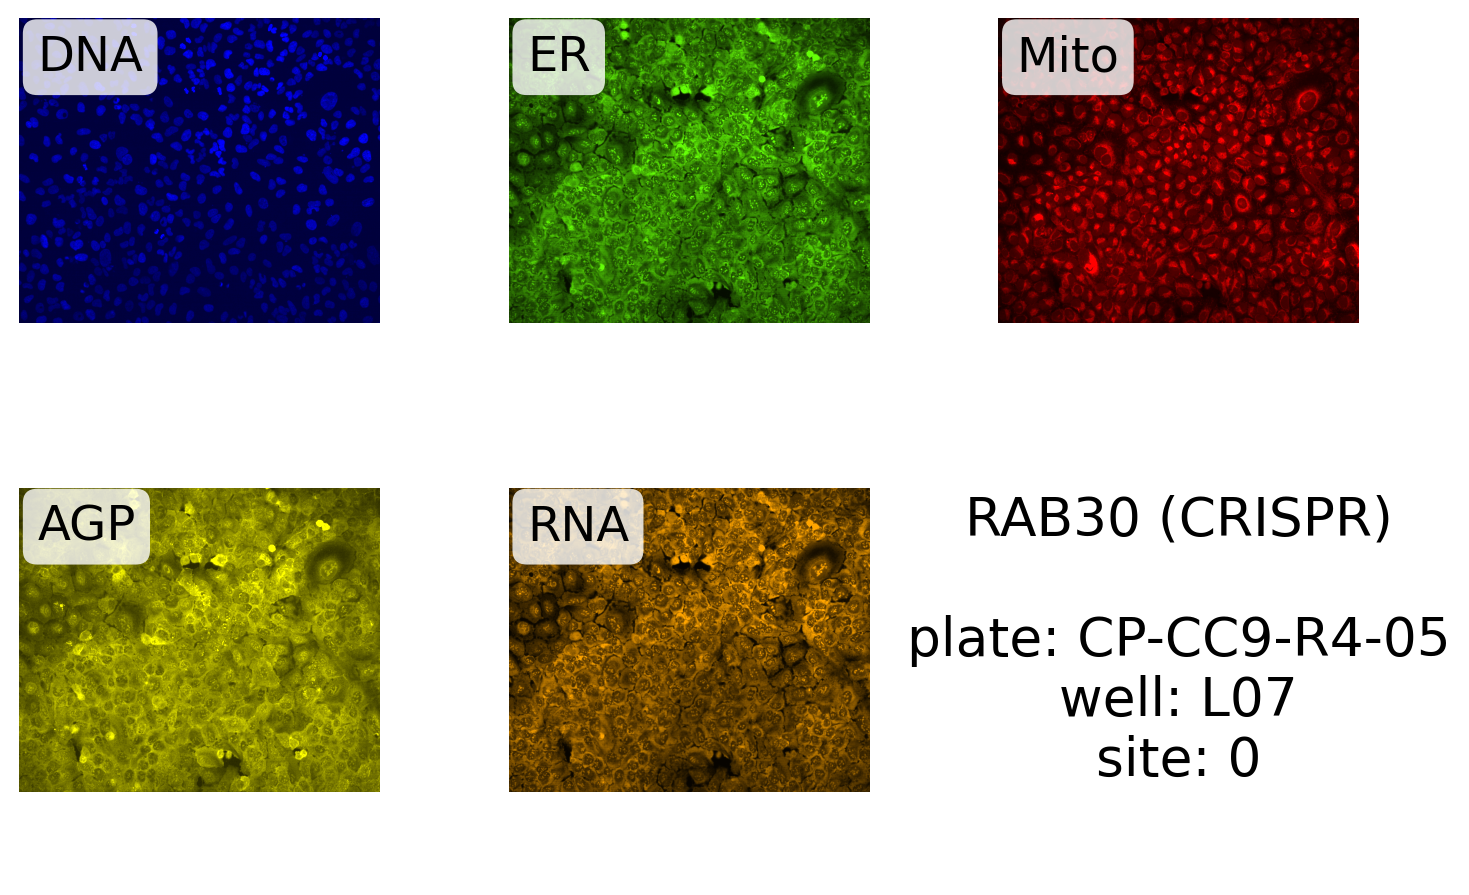 DNA
ER
Mito
AGP
RNA
RAB30 (CRISPR)
plate: CP-CC9-R4-05
well: L07
site: 0